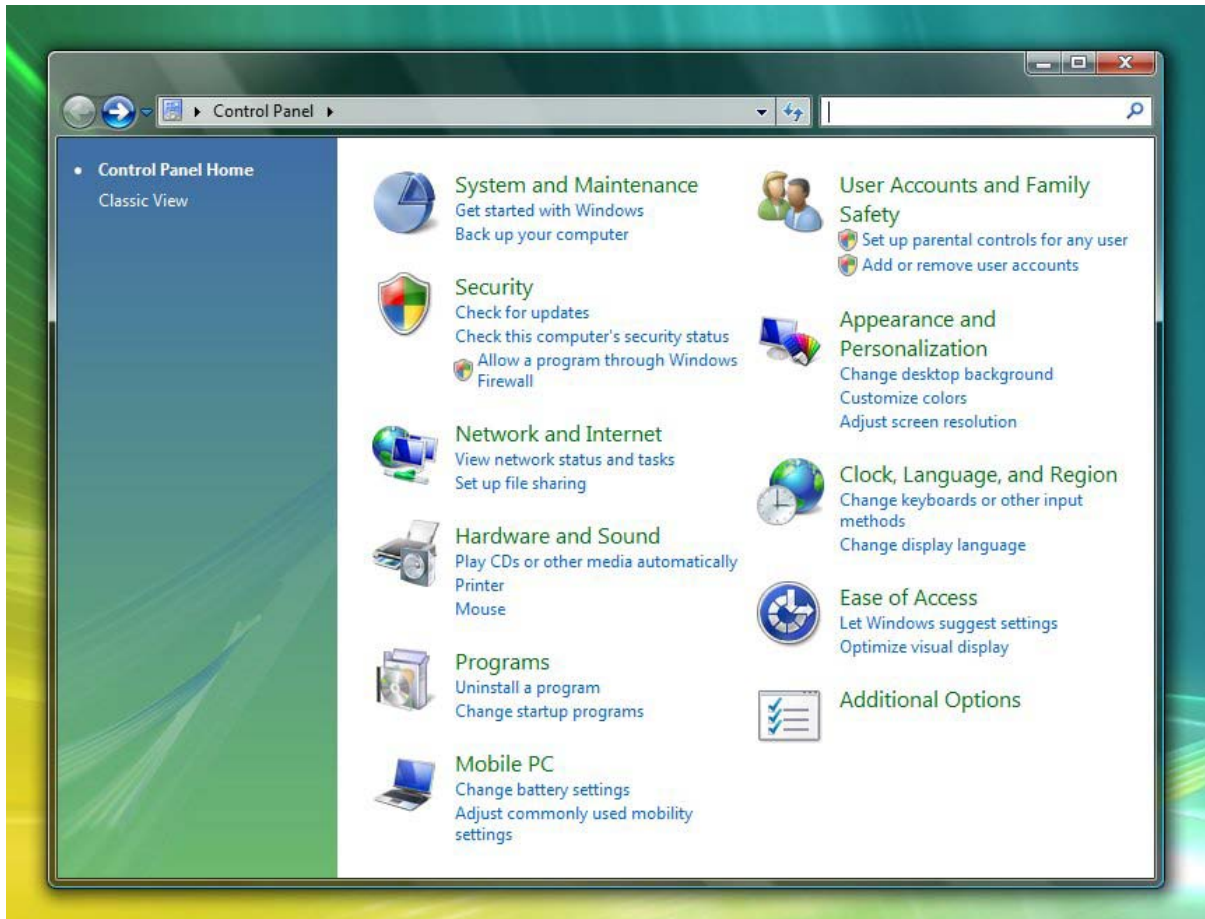 Control Panel
Control Panel Home
Classic View
System and Maintenance
Get started with Windows
Back up your computer
Security
Check for updates
Check this computer's security status
Allow a program through Windows
Firewall
Network and Internet
View network status and tasks
Set up file sharing
Hardware and Sound
Play CDs or other media automatically
Printer
Mouse
Programs
Uninstall a program
Change startup programs
Mobile PC
Change battery settings
Adjust commonly used mobility
settings
User Accounts and Family
Safety
Set up parental controls for any user
Add or remove user accounts
Appearance and
Personalization
Change desktop background
Customize colors
Adjust screen resolution
Clock, Language, and Region
Change keyboards or other input
methods
Change display language
Ease of Access
Let Windows suggest settings
Optimize visual display
Additional Options